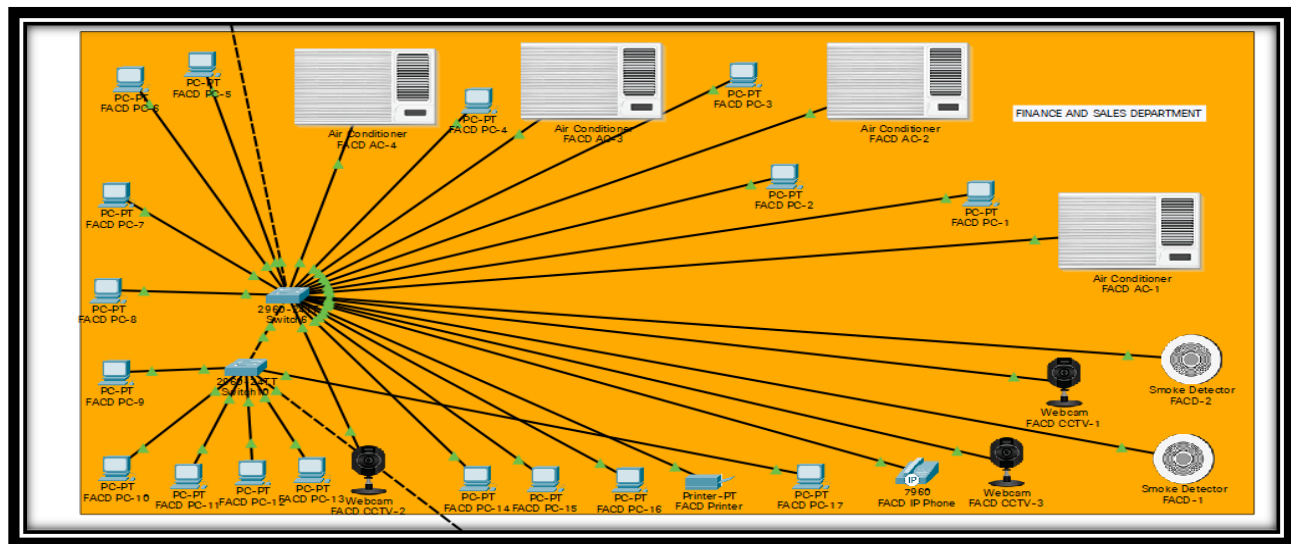 PC-PT
FACD PC-5
PC-PT
FACD PC-6
Air Conditioner
FACD AC-4
PC-PT
FACD PC-4
Air Conditioner
FACD AC-3
PC-PT
FACD PC-3
Air Conditioner
FACD AC-2
FINANCE AND SALES DEPARTMENT
PC-PT
FACD PC-7
PC-PT
FACD PC-2
PC-PT
FACD PC-1
Air Conditioner
FACD AC-1
PC-PT
FACD PC-8
2960-24TT
Switch6
PC-PT
FACD PC-9
2960-24TT
Switch10
Webcam
FACD CCTV-1
Smoke Detector
FACD-2
PC-PT
FACD PC-10
PC-PT
FACD PC-11
PC-PT
FACD PC-12
PC-PT
FACD PC-13
Webcam
FACD CCTV-2
PC-PT
FACD PC-14
PC-PT
FACD PC-15
PC-PT
FACD PC-16
Printer-PT
FACD Printer
PC-PT
FACD PC-17
IP
7960
FACD IP Phone
Webcam
FACD CCTV-3
Smoke Detector
FACD-1